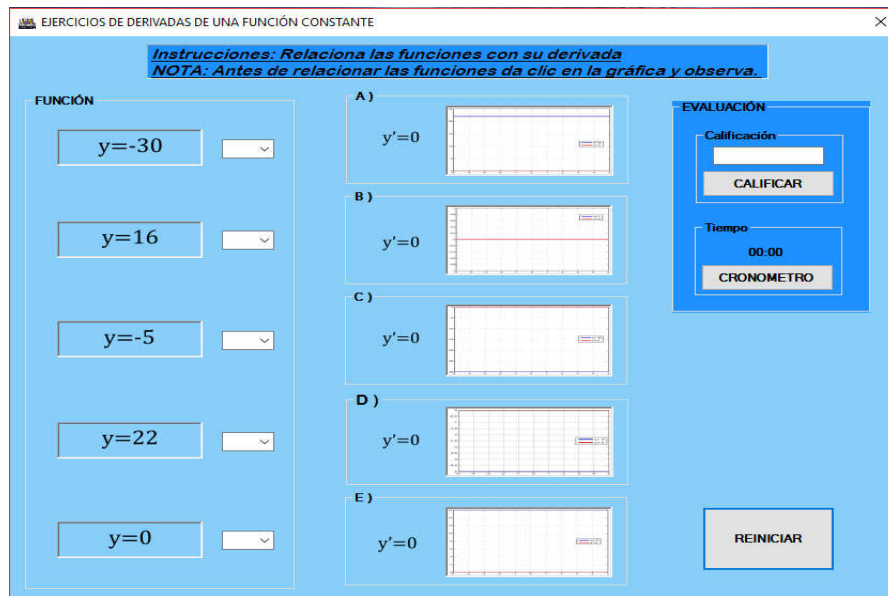 EJERCICIOS DE DERIVADAS DE UNA FUNCIÓN CONSTANTE
Instrucciones: Relaciona las funciones con su derivada
NOTA: Antes de relacionar las funciones da clic en la gráfica y observa.
FUNCIÓN
y=-30
y=16
y=-5
y=22
y=0
A )
y'=0
B )
y'=0
C )
y'=0
D )
y'=0
E )
y'=0
EVALUACIÓN
Calificación
CALIFICAR
Tiempo
00:00
CRONOMETRO
REINICIAR